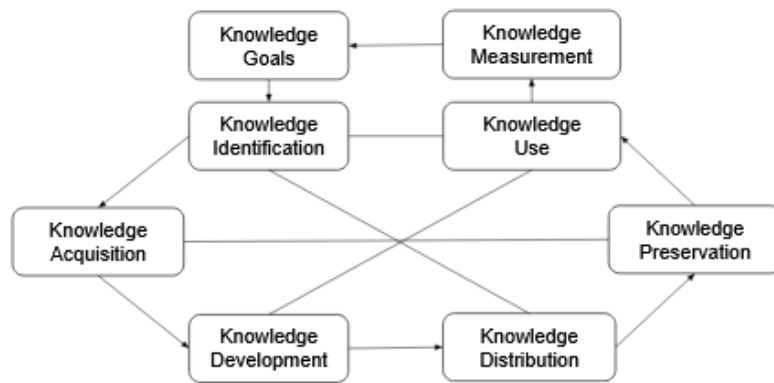 Knowledge
Goals
Knowledge
Measurement
Knowledge
Identification
Knowledge
Use
Knowledge
Acquisition
Knowledge
Preservation
Knowledge
Development
Knowledge
Distribution